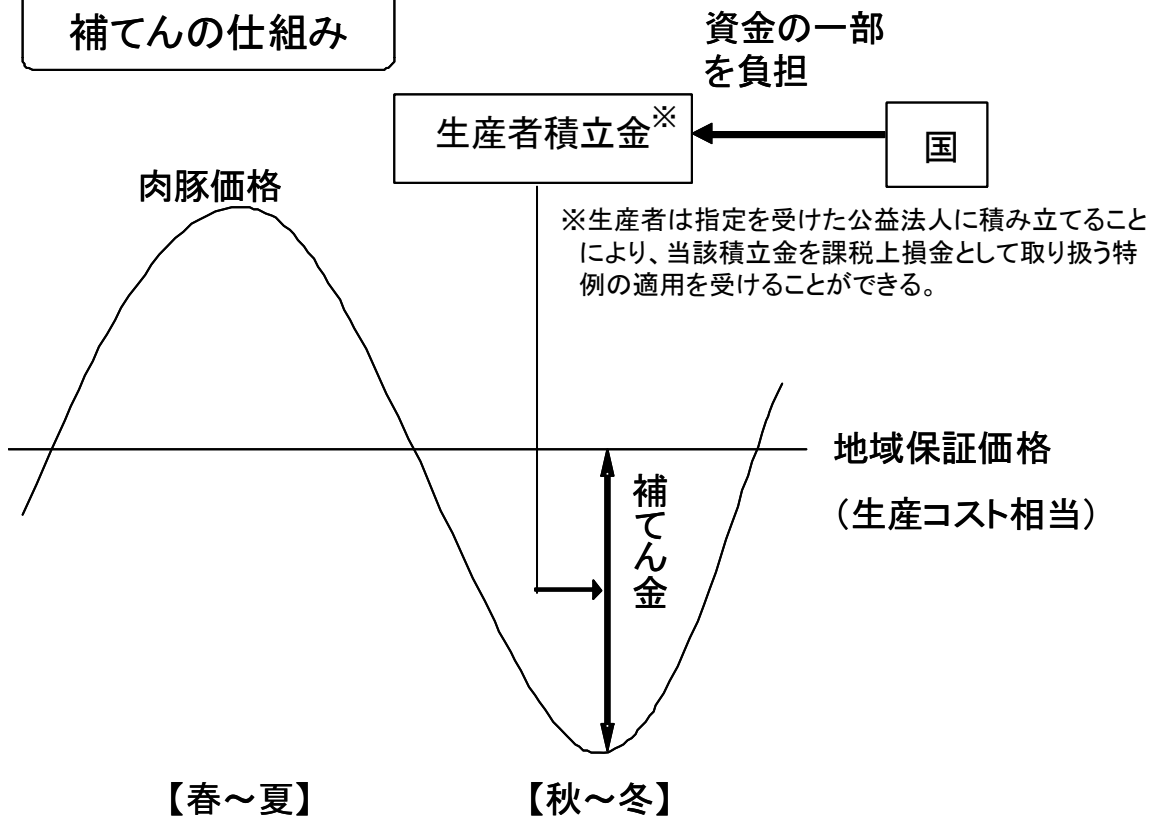 補てんの仕組み
資金の一部
を負担
生産者積立金※
国
肉豚価格
※生産者は指定を受けた公益法人に積み立てること
により、当該積立金を課税上損金として取り扱う特
例の適用を受けることができる。
地域保証価格
（生産コスト相当）
補てん金
【春～夏】
【秋～冬】